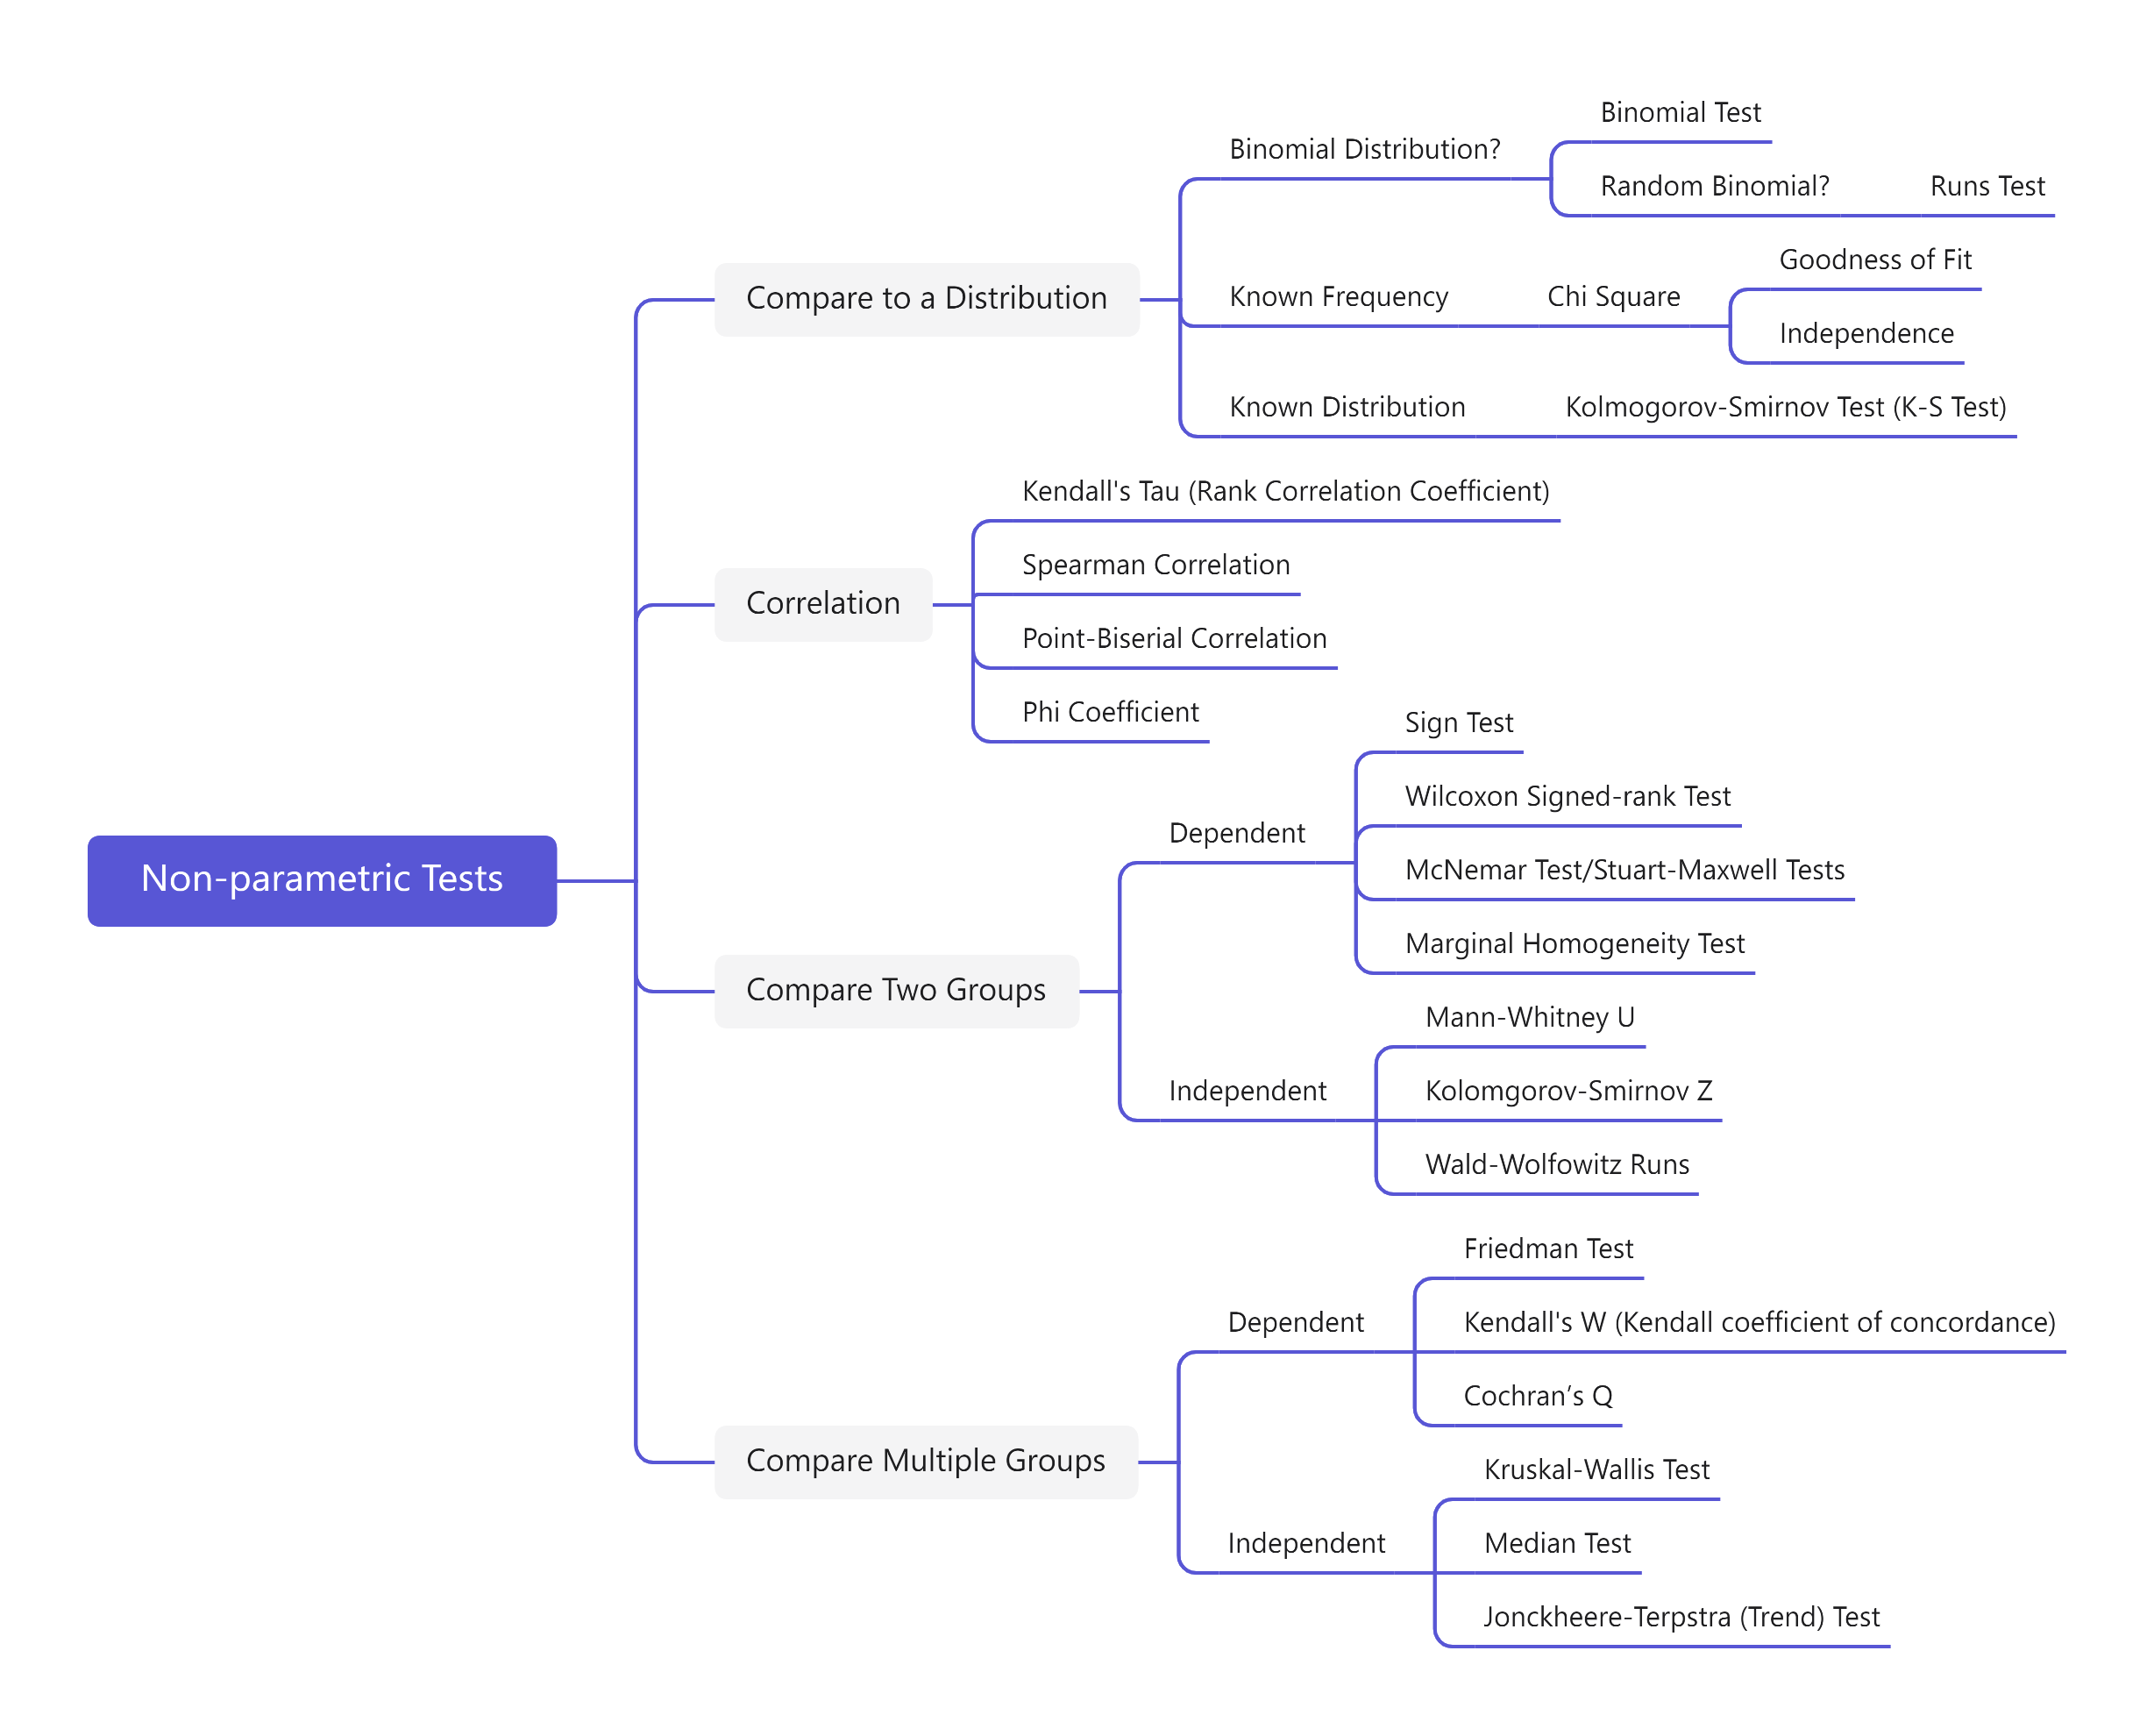 Non-parametric Tests
Compare to a Distribution
Binomial Distribution?
Binomial Test
Random Binomial?
Runs Test
Known Frequency
Chi Square
Goodness of Fit
Independence
Known Distribution
Kolmogorov-Smirnov Test (K-S Test)
Correlation
Kendall's Tau (Rank Correlation Coefficient)
Spearman Correlation
Point-Biserial Correlation
Phi Coefficient
Compare Two Groups
Dependent
Sign Test
Wilcoxon Signed-rank Test
McNemar Test/Stuart-Maxwell Tests
Marginal Homogeneity Test
Independent
Mann-Whitney U
Kolomgorov-Smirnov Z
Wald-Wolfowitz Runs
Compare Multiple Groups
Dependent
Friedman Test
Kendall's W (Kendall coefficient of concordance)
Cochran’s Q
Independent
Kruskal-Wallis Test
Median Test
Jonckheere-Terpstra (Trend) Test